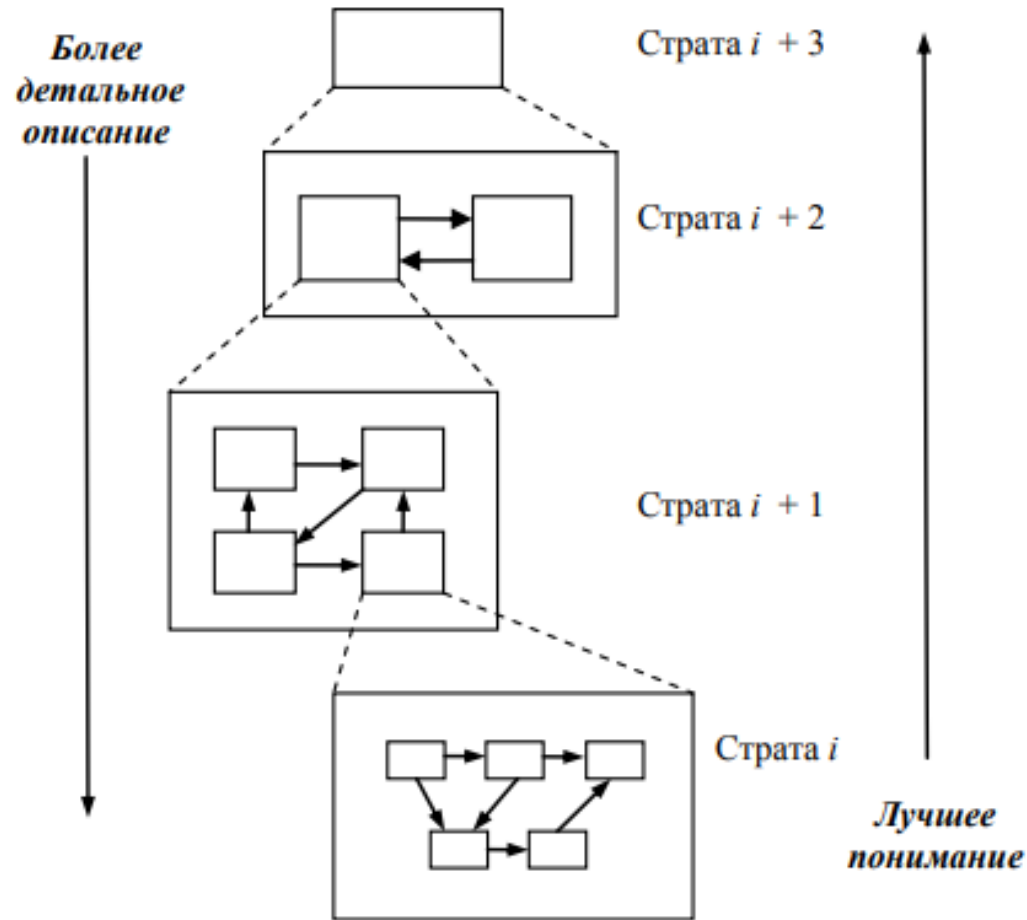 Более
детальное
описание
Страта i + 3
Страта i + 2
Страта i + 1
Страта i
Лучшее
понимание